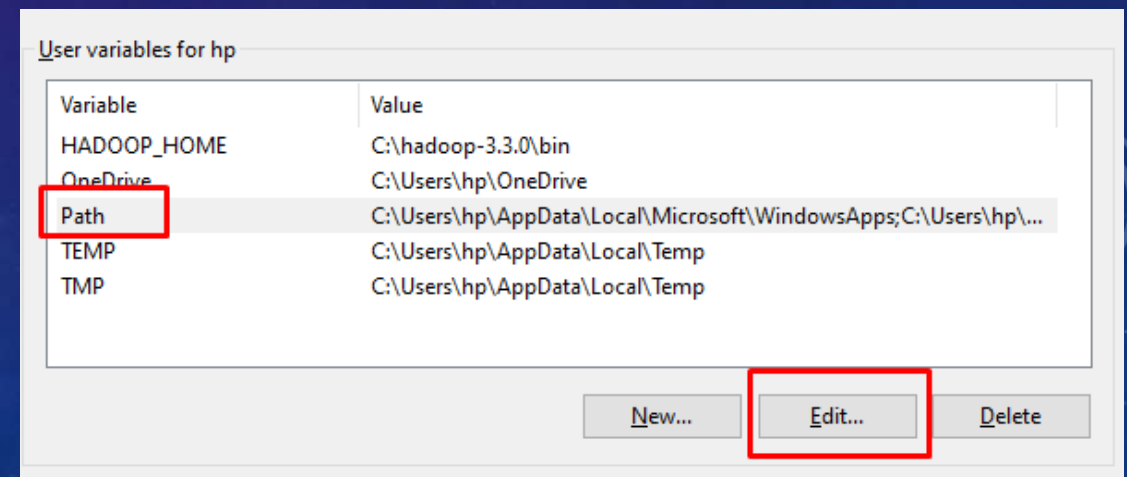 User variables for hp
Variable Value
HADOOP_HOME C:\hadoop-3.3.0\bin
OneDrive C:\Users\hp\OneDrive
Path C:\Users\hp\AppData\Local\Microsoft\WindowsApps;C:\Users\hp\...
TEMP C:\Users\hp\AppData\Local\Temp
TMP C:\Users\hp\AppData\Local\Temp
New... Edit... Delete